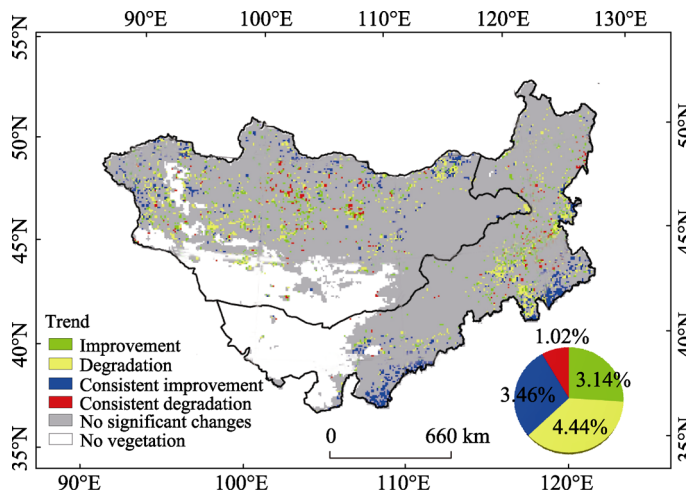 90°E 100°E 110°E 120°E 130°E
55°N
50°N
45°N
40°N
35°N
50°N
45°N
40°N
35°N
Trend
Improvement
Degradation
Consistent improvement
Consistent degradation
No significant changes
No vegetation
1.02%
3.14%
3.46%
4.44%
0 660 km
90°E 100°E 110°E 120°E